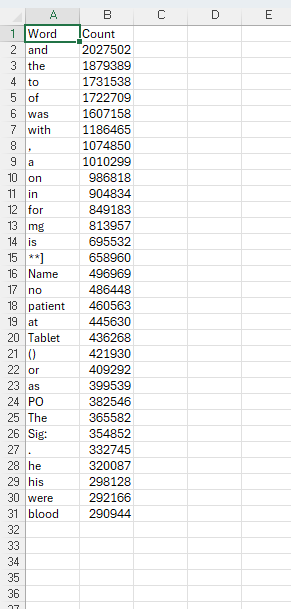 A B C D E
1 Word Count
2 and 2027502
3 the 1879389
4 to 1731538
5 of 1722709
6 was 1607158
7 with 1186465
8 , 1074850
9 a 1010299
10 on 986818
11 in 904834
12 for 849183
13 mg 813957
14 is 695532
15 **] 658960
16 Name 496969
17 no 486448
18 patient 460563
19 at 445630
20 Tablet 436268
21 () 421930
22 or 409292
23 as 399539
24 PO 382546
25 The 365582
26 Sig: 354852
27 . 332745
28 he 320087
29 his 298128
30 were 292166
31 blood 290944
32
33
34
35
36
37